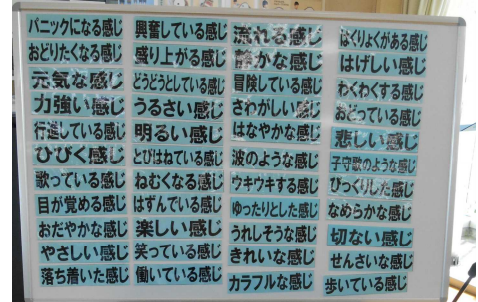 パニックになる感じ
おどりたくなる感じ
元気な感じ
力強い感じ
行進している感じ
ひびく感じ
歌っている感じ
目が覚める感じ
おだやかな感じ
やさしい感じ
落ち着いた感じ
興奮している感じ
盛り上がる感じ
どうどうとしている感じ
うるさい感じ
明るい感じ
とびはねている感じ
ねむくなる感じ
はずんでいる感じ
楽しい感じ
笑っている感じ
働いている感じ
流れる感じ
静かな感じ
冒険している感じ
さわがしい感じ
はなやかな感じ
波のような感じ
ウキウキする感じ
ゆったりとした感じ
うれしそうな感じ
きれいな感じ
カラフルな感じ
はくりょくがある感じ
はげしい感じ
わくわくする感じ
おどっている感じ
悲しい感じ
子守歌のような感じ
びっくりした感じ
なめらかな感じ
切ない感じ
せんさいな感じ
歩いている感じ